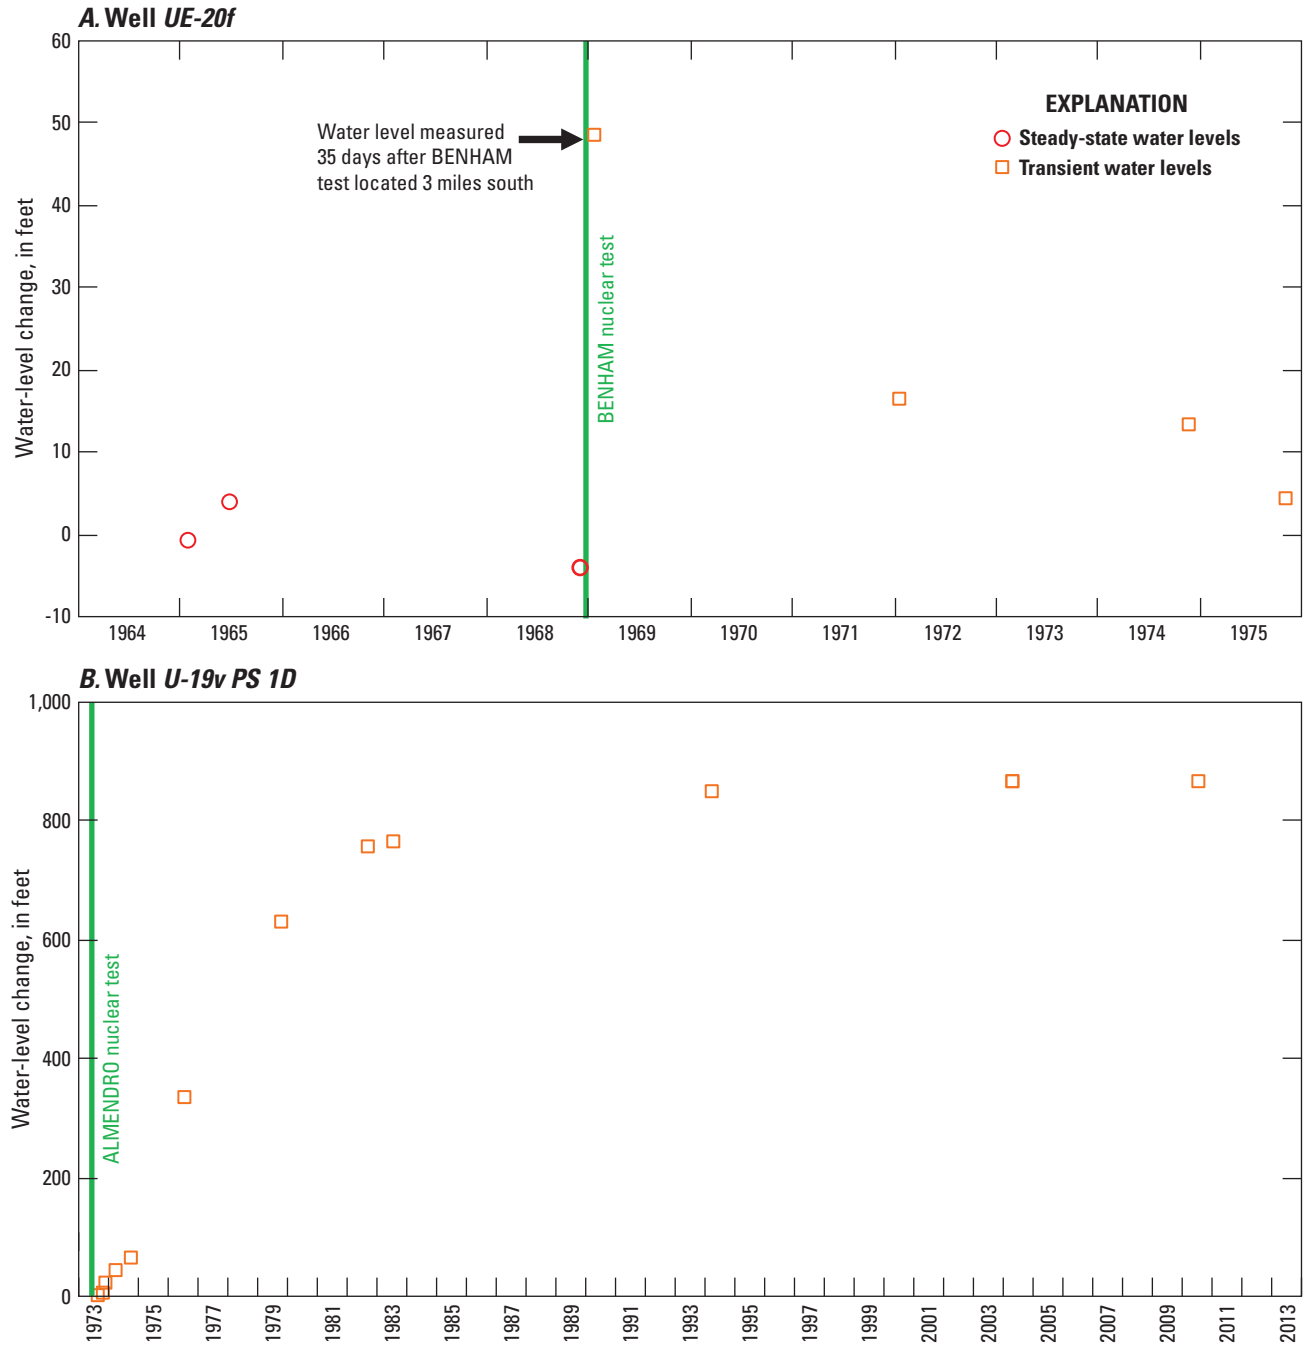 A. Well UE-20f
60
50
40
30
20
10
0
-10
Water-level change, in feet
Water level measured
35 days after BENHAM
test located 3 miles south
BENHAM nuclear test
EXPLANATION
Steady-state water levels
Transient water levels
1964 1965 1966 1967 1968 1969 1970 1971 1972 1973 1974 1975
B. Well U-19v PS 1D
1,000
800
600
400
200
0
Water-level change, in feet
ALMENDRO nuclear test
1973 1975 1977 1979 1981 1983 1985 1987 1989 1991 1993 1995 1997 1999 2001 2003 2005 2007 2009 2011 2013